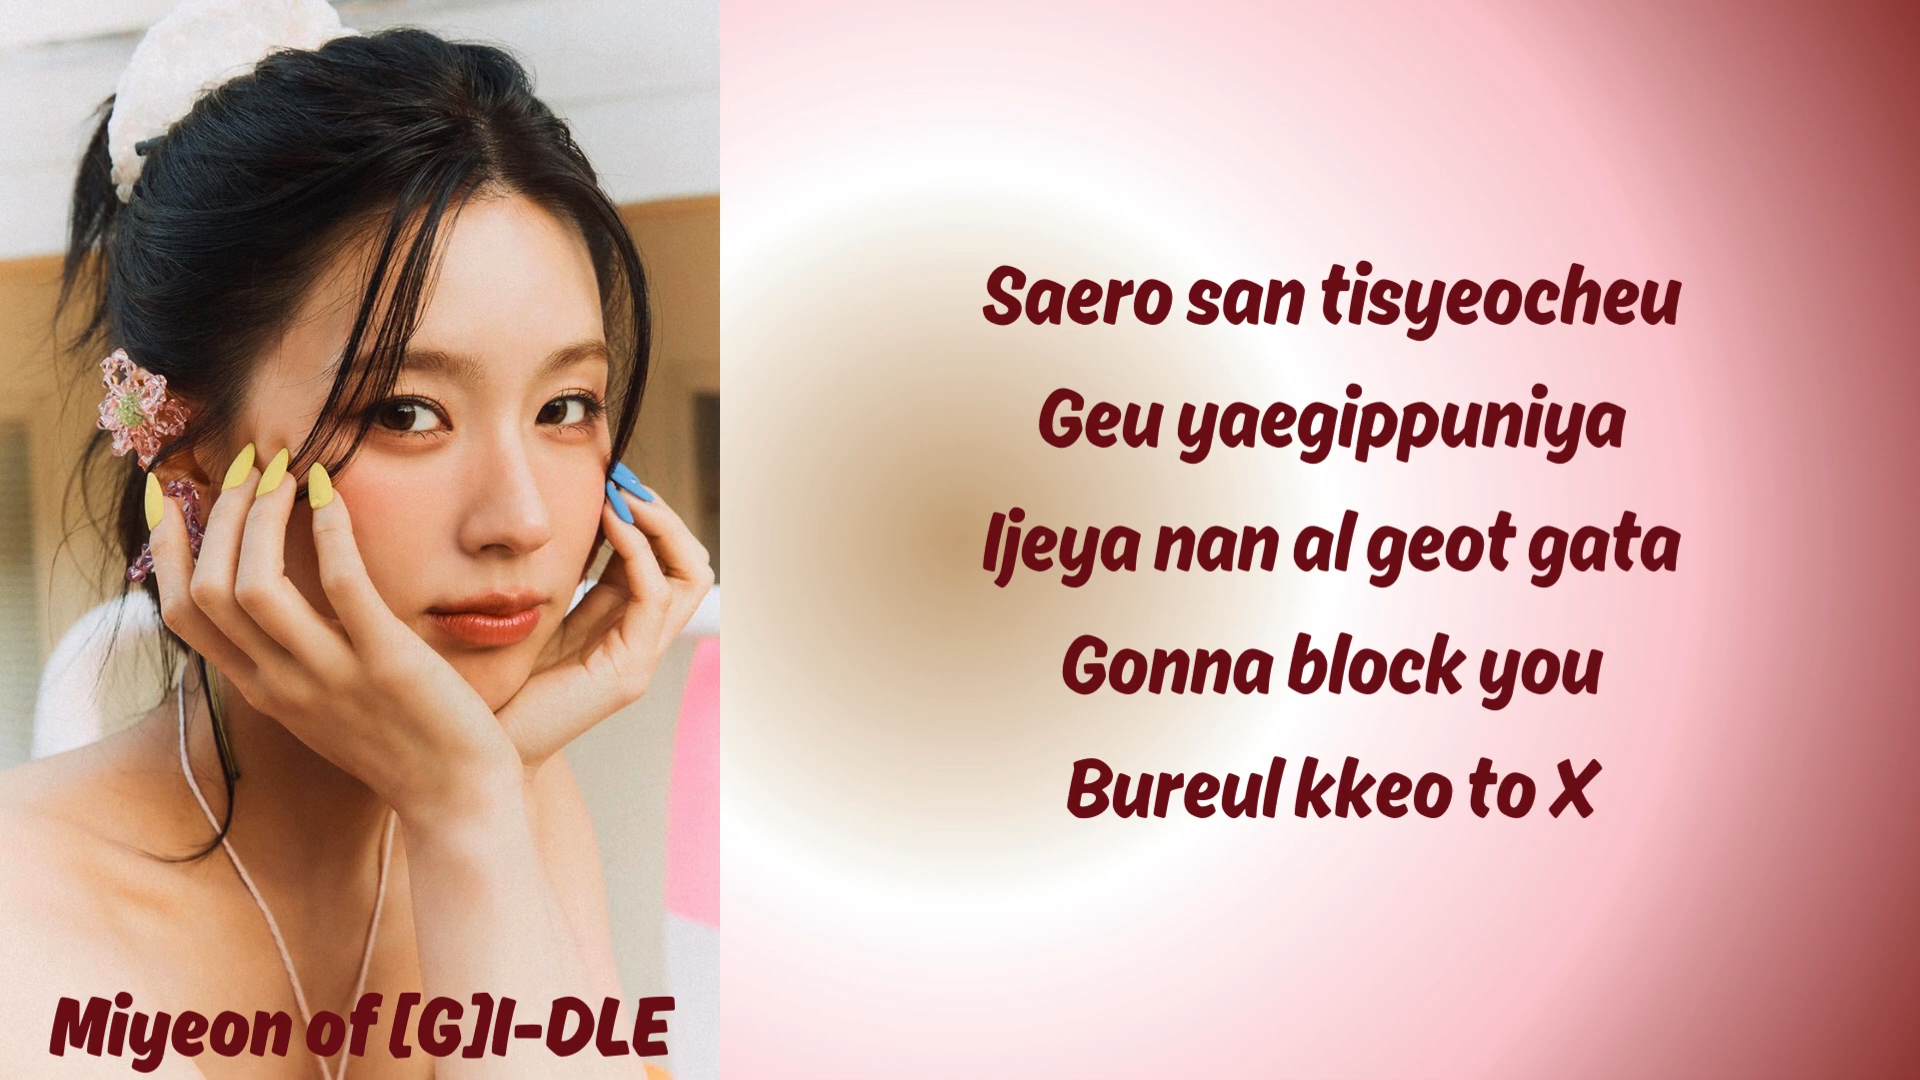 Saero san tisyeocheu
Geu yaegippuniya
Ijeya nan al geot gata
Gonna block you
Bureul kkeo to X
Miyeon of [G]I-DLE